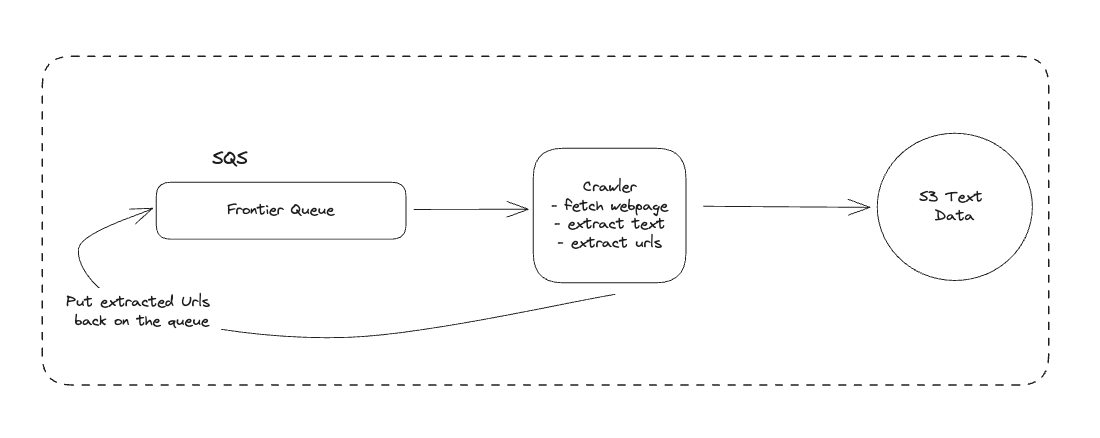 SQS
Frontier Queue
Crawler
- fetch webpage
- extract text
- extract urls
S3 Text
Data
Put extracted Urls
back on the queue